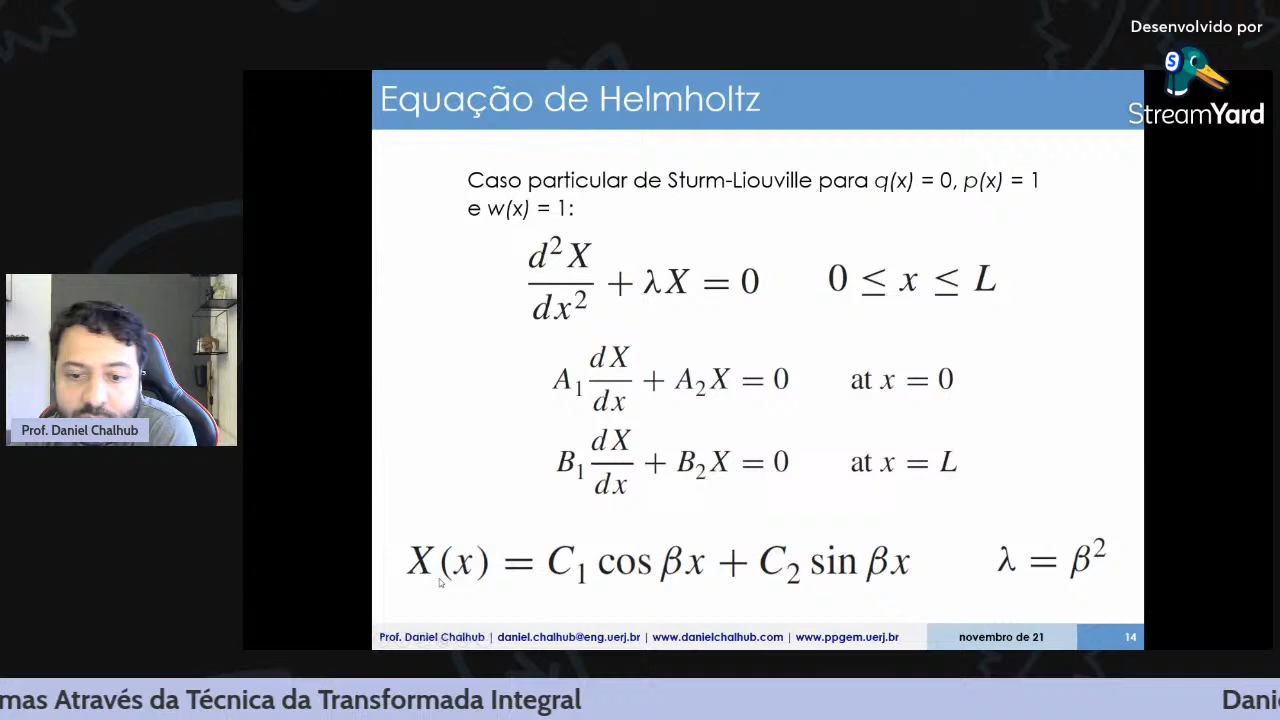 Desenvolvido por
StreamYard
Equação de Helmholtz
Caso particular de Sturm-Liouville para q(x) = 0, p(x) = 1
e w(x) = 1:
d²X/dx² + λX = 0 0 ≤ x ≤ L
A₁ dX/dx + A₂X = 0 at x = 0
B₁ dX/dx + B₂X = 0 at x = L
X(x) = C₁ cos βx + C₂ sin βx λ = β²
Prof. Daniel Chalhub
Prof. Daniel Chalhub | daniel.chalhub@eng.uerj.br | www.danielchalhub.com | www.ppgem.uerj.br novembro de 21 14
mas Através da Técnica da Transformada Integral Danie